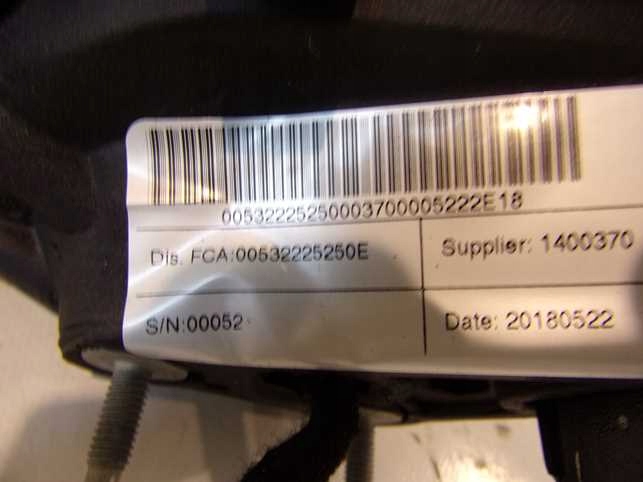 00532225250003700005222E18
Dis. FCA:00532225250E
Supplier: 1400370
S/N:00052
Date: 20180522